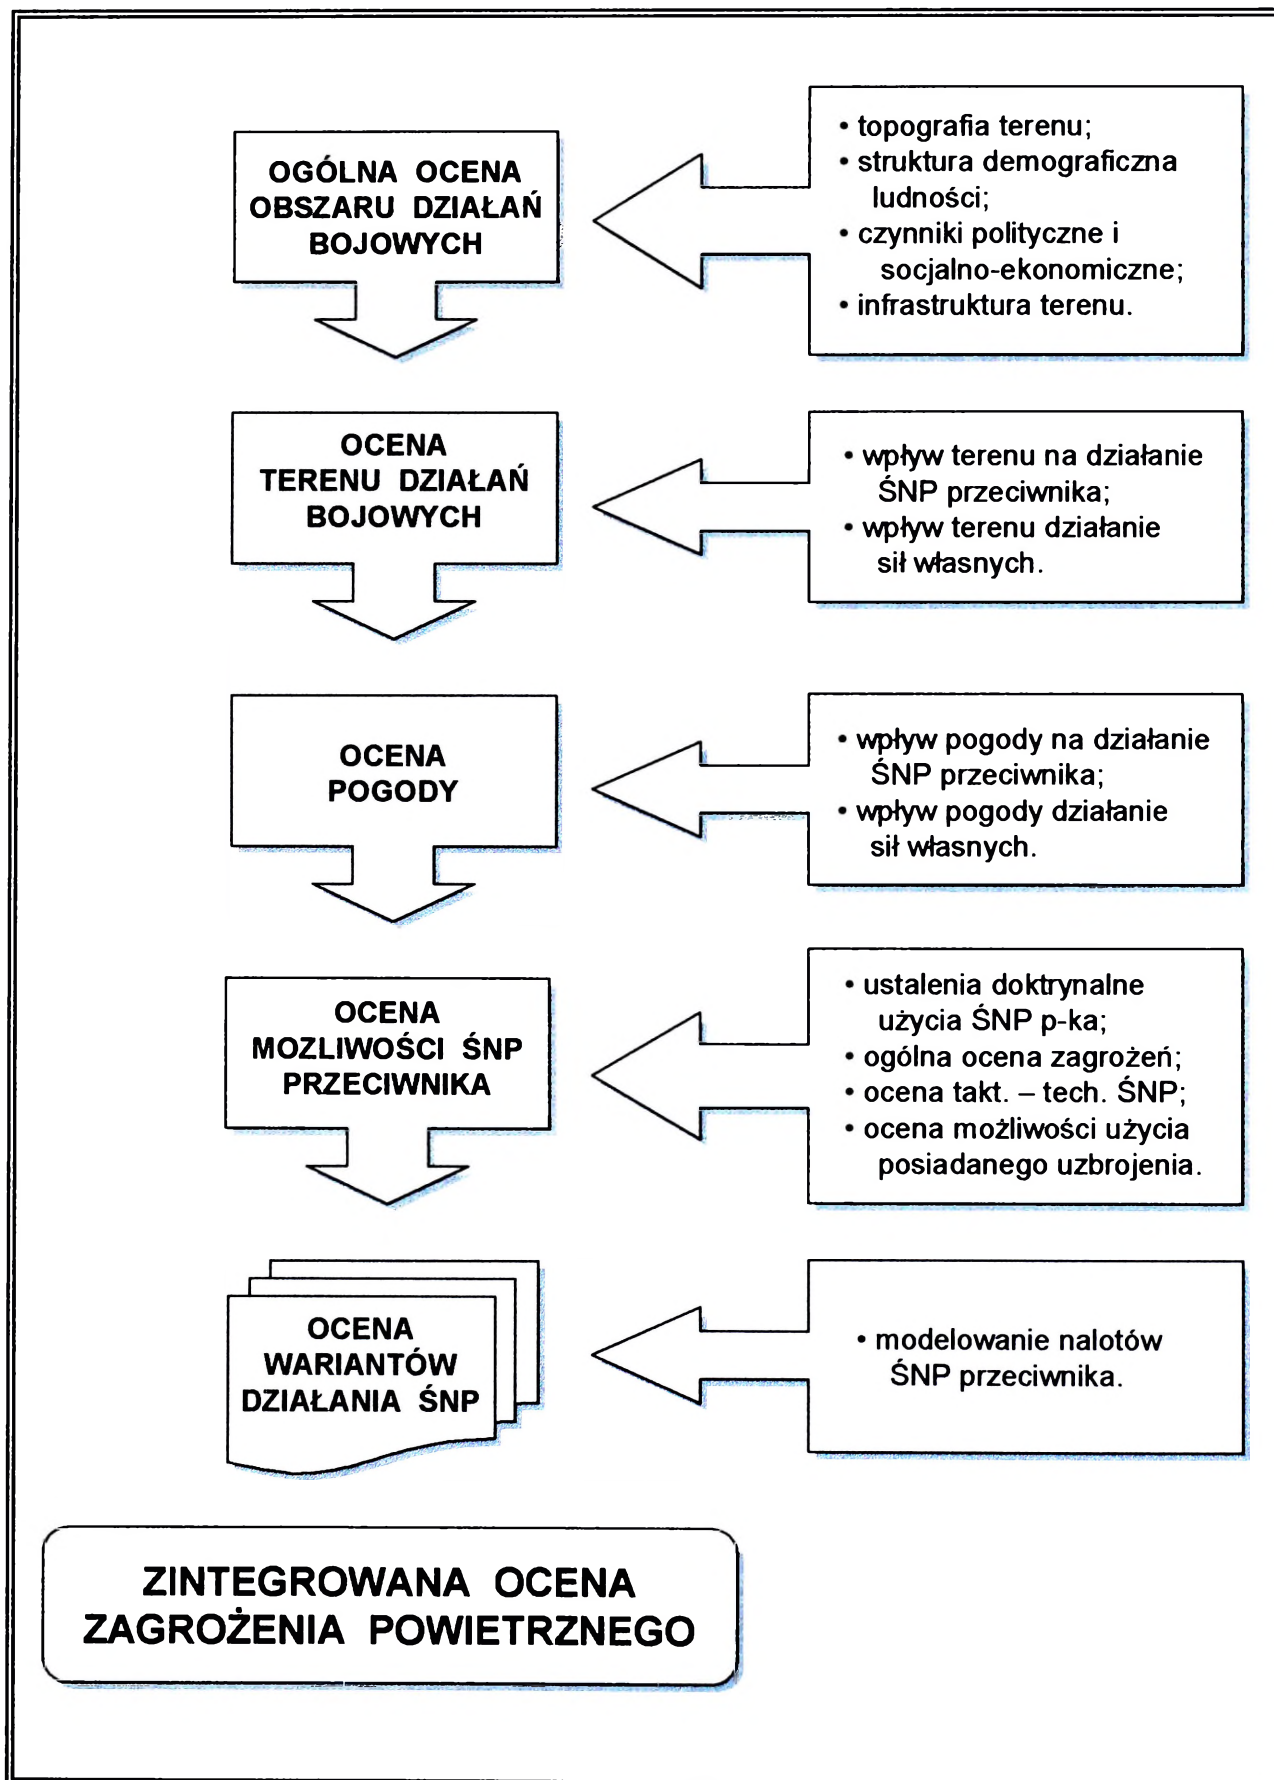 OGÓLNA OCENA
OBSZARU DZIAŁAŃ
BOJOWYCH
• topografia terenu;
• struktura demograficzna
ludności;
• czynniki polityczne i
socjalno-ekonomiczne;
• infrastruktura terenu.
OCENA
TERENU DZIAŁAŃ
BOJOWYCH
• wpływ terenu na działanie
ŚNP przeciwnika;
• wpływ terenu działanie
sił własnych.
OCENA
POGODY
• wpływ pogody na działanie
ŚNP przeciwnika;
• wpływ pogody działanie
sił własnych.
OCENA
MOZLIWOŚCI ŚNP
PRZECIWNIKA
• ustalenia doktrynalne
użycia ŚNP p-ka;
• ogólna ocena zagrożeń;
• ocena takt. – tech. ŚNP;
• ocena możliwości użycia
posiadanego uzbrojenia.
OCENA
WARIANTÓW
DZIAŁANIA ŚNP
• modelowanie nalotów
ŚNP przeciwnika.
ZINTEGROWANA OCENA
ZAGROŻENIA POWIETRZNEGO